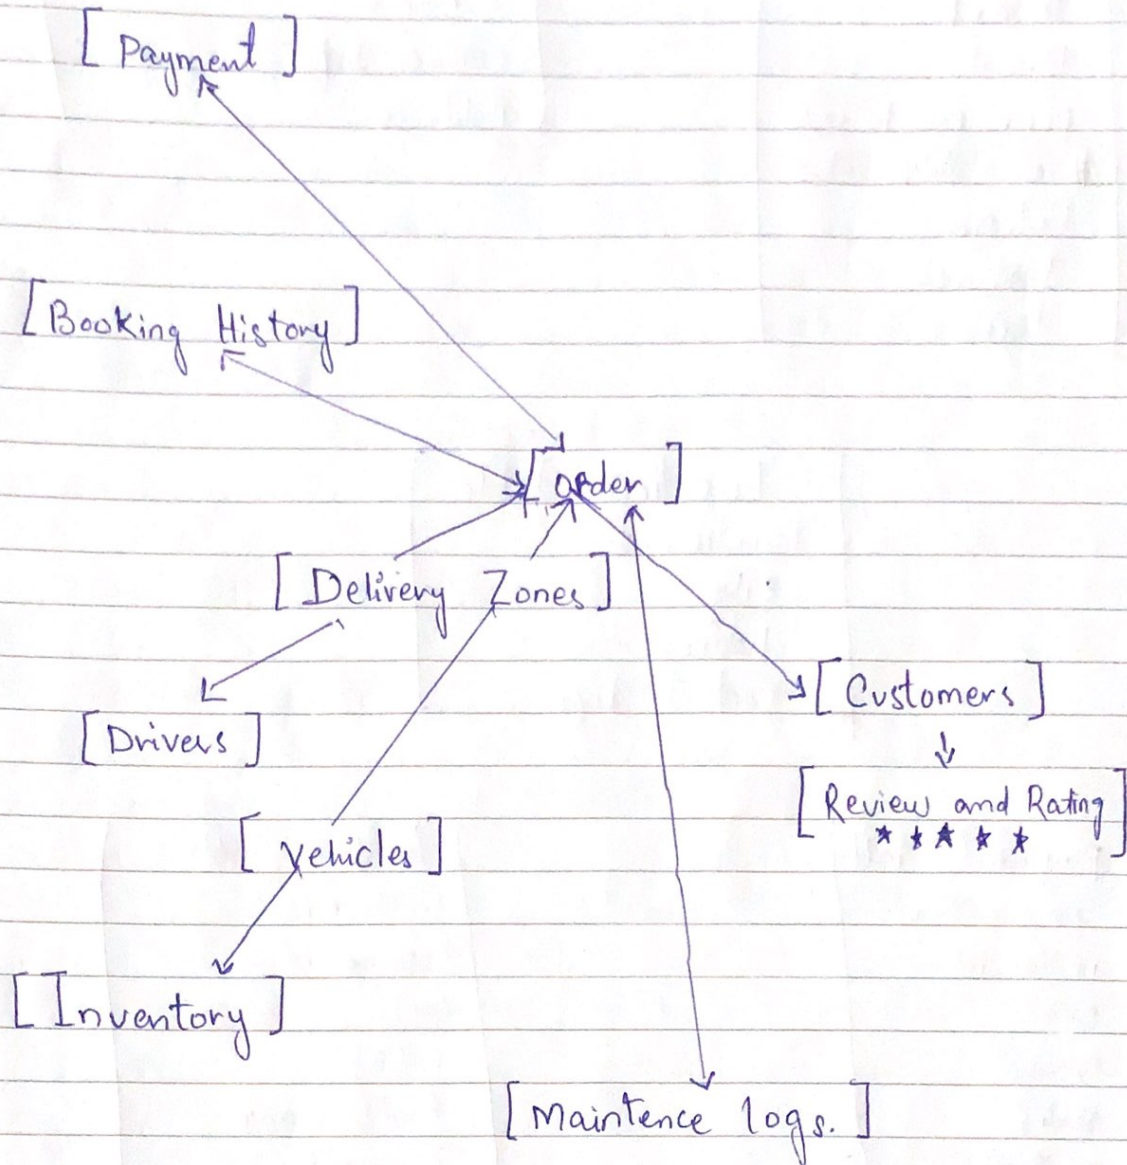 [ Payment ]
[ Booking History ]
[ order ]
[ Delivery Zones ]
[ Customers ]
[ Drivers ]
[ Review and Rating ]
★ ★ ★ ★ ★
[ Vehicles ]
[ Inventory ]
[ Maintence logs. ]